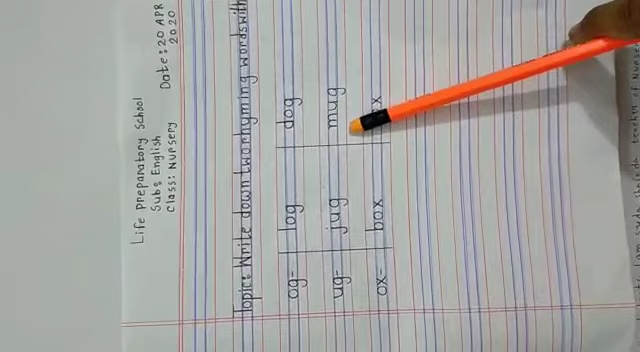 Life Preparatory School
Sub: English
Class: Nursery Date: 20 APR 2020
Topic: Write down two rhyming words with
og- log dog
ug- jug mug
ox- box